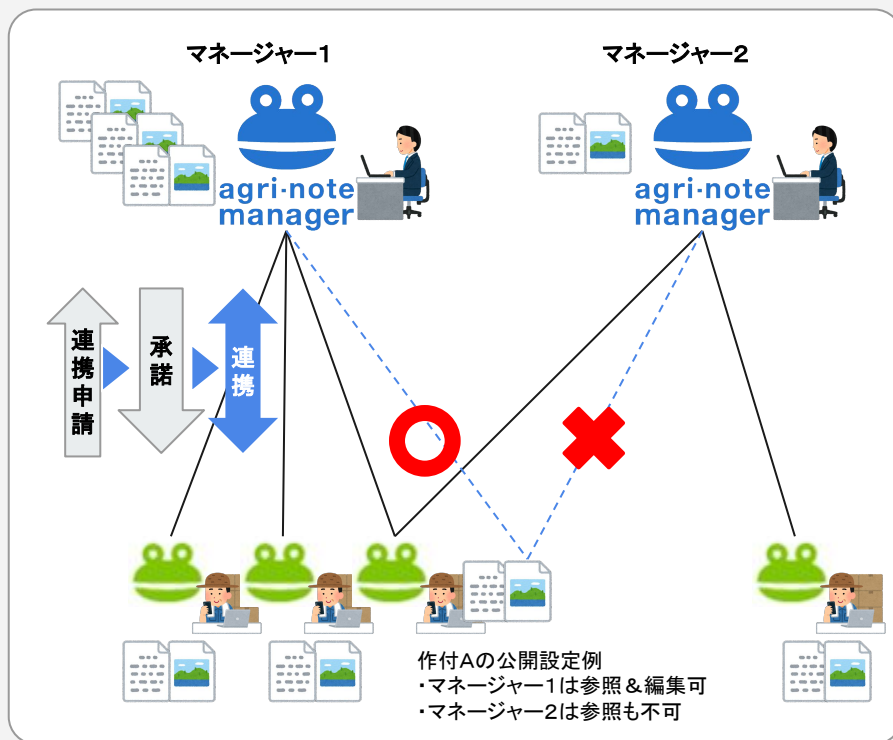 マネージャー1
マネージャー2
agri-note
manager
agri-note
manager
連携申請
承諾
連携
作付Aの公開設定例
・マネージャー1は参照&編集可
・マネージャー2は参照も不可